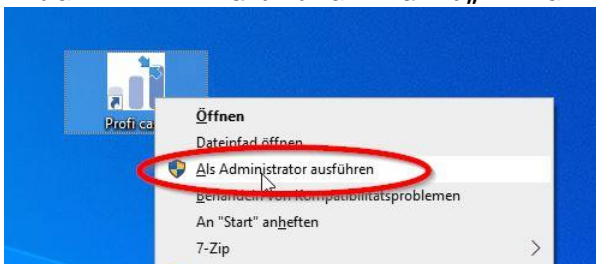 Profi ca
Öffnen
Dateipfad öffnen
Als Administrator ausführen
Behandeln von Kompatibilitätsproblemen
An "Start" anheften
7-Zip